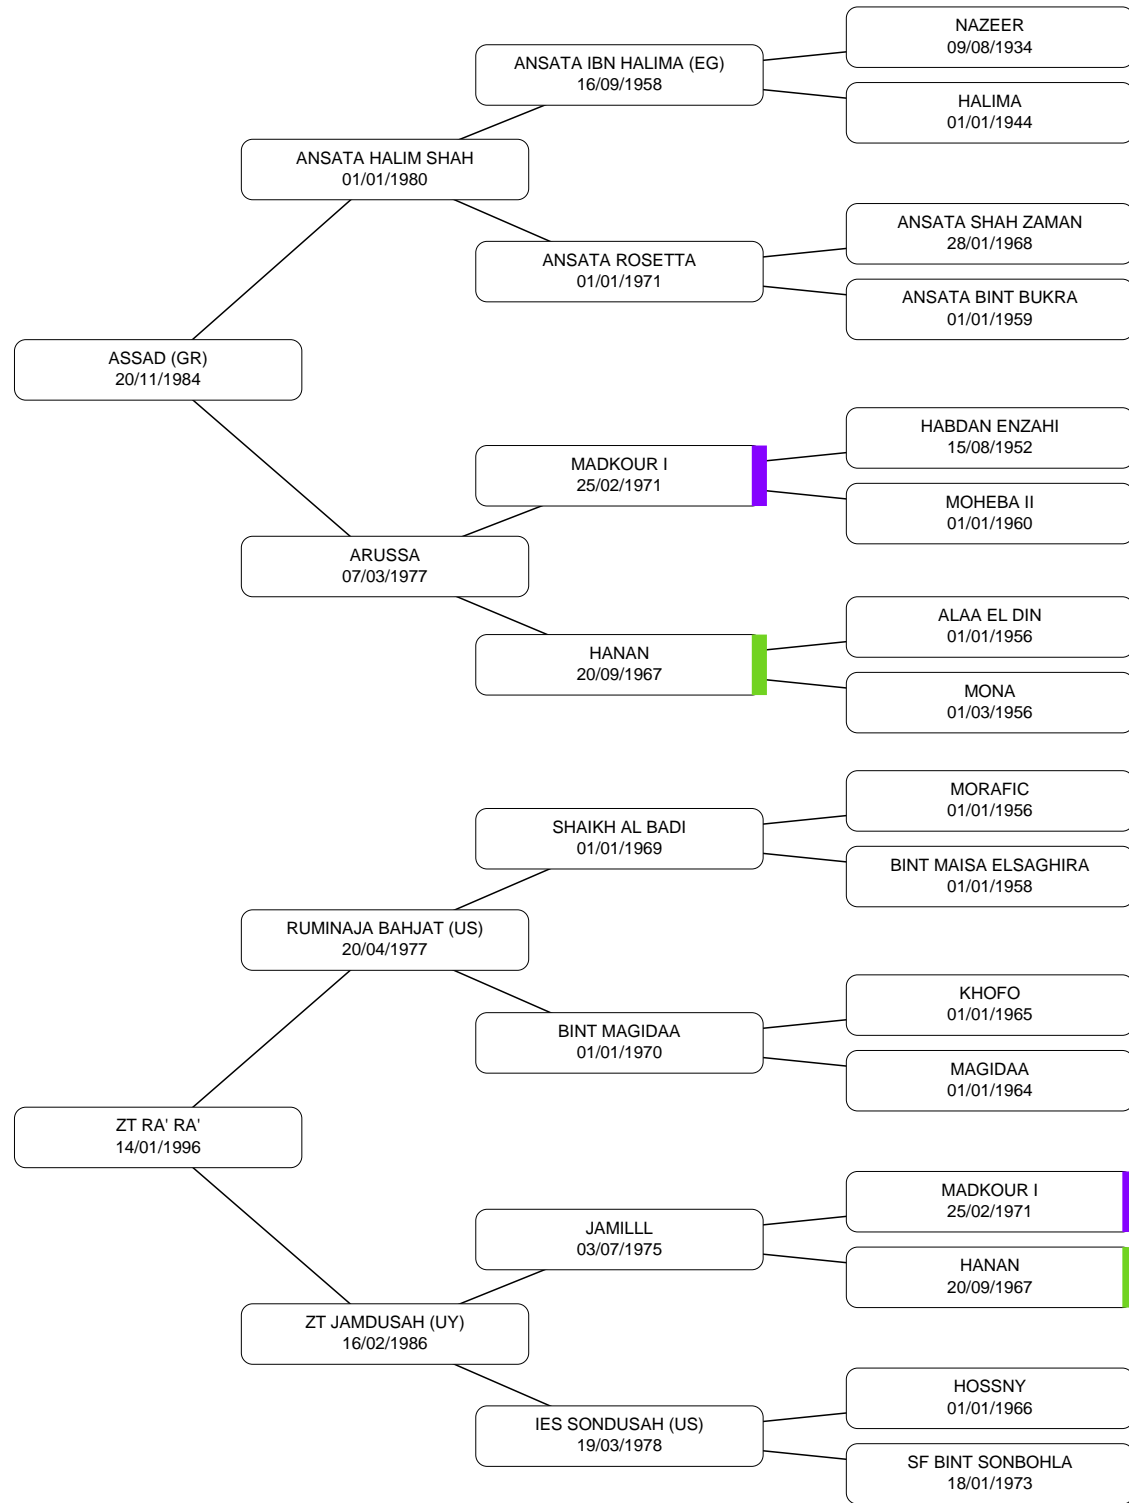 NAZEER
09/08/1934
ANSATA IBN HALIMA (EG)
16/09/1958
HALIMA
01/01/1944
ANSATA HALIM SHAH
01/01/1980
ANSATA SHAH ZAMAN
28/01/1968
ANSATA ROSETTA
01/01/1971
ANSATA BINT BUKRA
01/01/1959
ASSAD (GR)
20/11/1984
HABDAN ENZAHI
15/08/1952
MADKOUR I
25/02/1971
MOHEBA II
01/01/1960
ARUSSA
07/03/1977
ALAA EL DIN
01/01/1956
HANAN
20/09/1967
MONA
01/03/1956
MORAFIC
01/01/1956
SHAIKH AL BADI
01/01/1969
BINT MAISA ELSAGHIRA
01/01/1958
RUMINAJA BAHJAT (US)
20/04/1977
KHOFO
01/01/1965
BINT MAGIDAA
01/01/1970
MAGIDAA
01/01/1964
ZT RA' RA'
14/01/1996
MADKOUR I
25/02/1971
JAMILLL
03/07/1975
HANAN
20/09/1967
ZT JAMDUSAH (UY)
16/02/1986
HOSSNY
01/01/1966
IES SONDUSAH (US)
19/03/1978
SF BINT SONBOHLA
18/01/1973